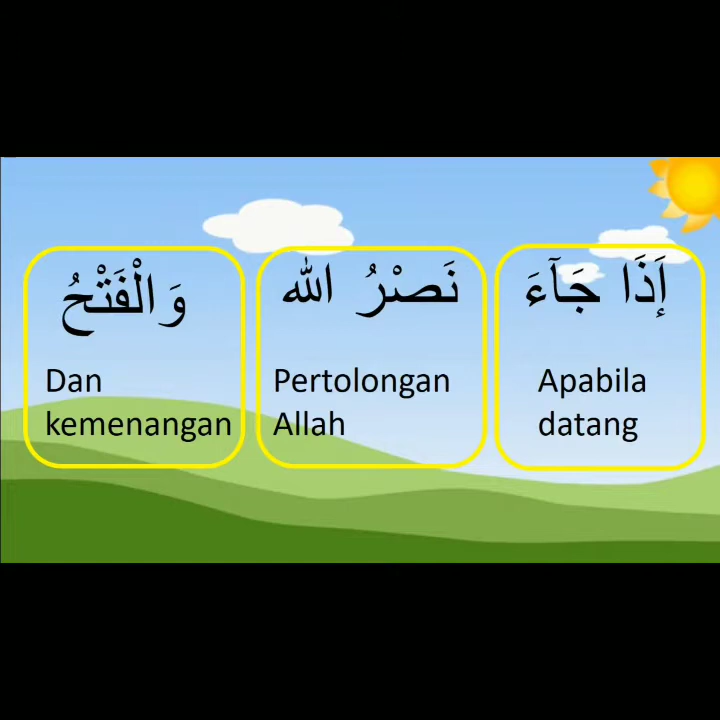 إَذَا جَآءَ
Apabila
datang
نَصْرُ الله
Pertolongan
Allah
وَالْفَتْحُ
Dan
kemenangan